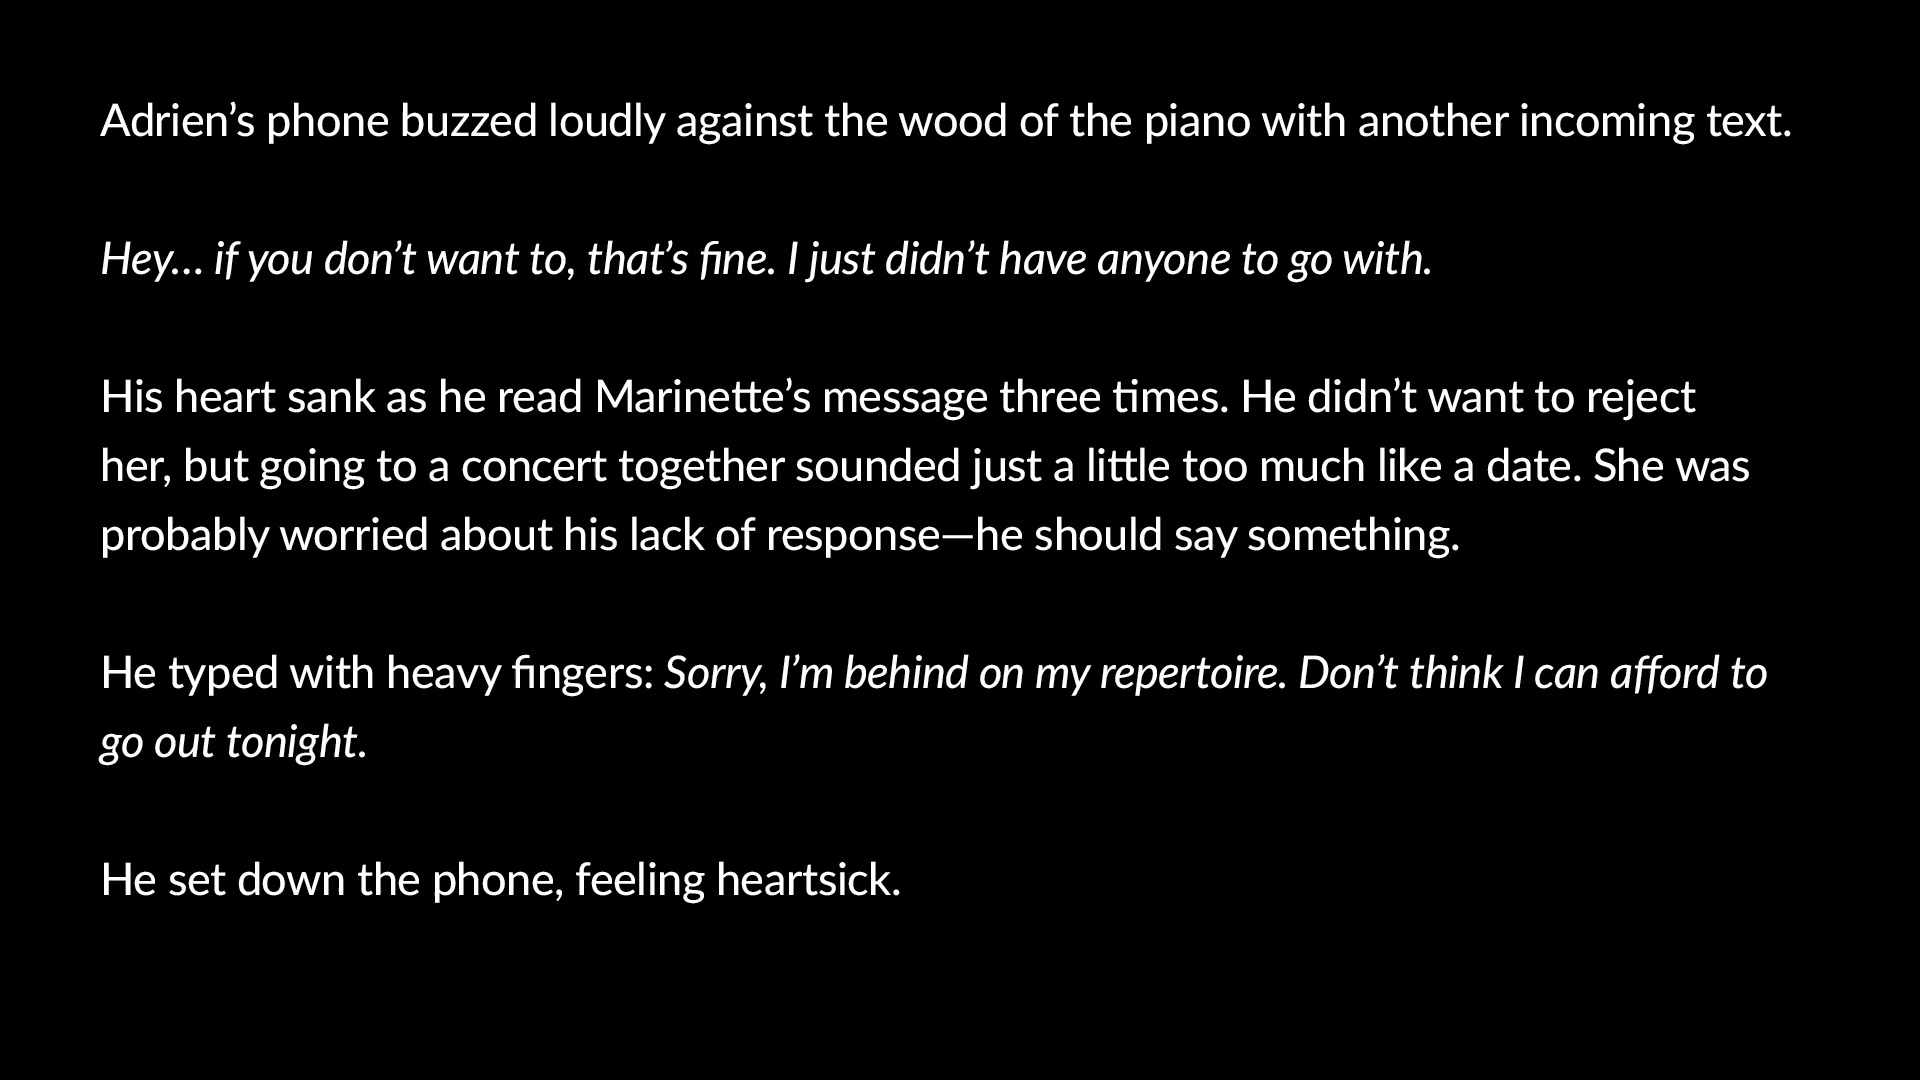 Adrien’s phone buzzed loudly against the wood of the piano with another incoming text.
Hey… if you don’t want to, that’s fine. I just didn’t have anyone to go with.
His heart sank as he read Marinette’s message three times. He didn’t want to reject
her, but going to a concert together sounded just a little too much like a date. She was
probably worried about his lack of response—he should say something.
He typed with heavy fingers: Sorry, I’m behind on my repertoire. Don’t think I can afford to
go out tonight.
He set down the phone, feeling heartsick.